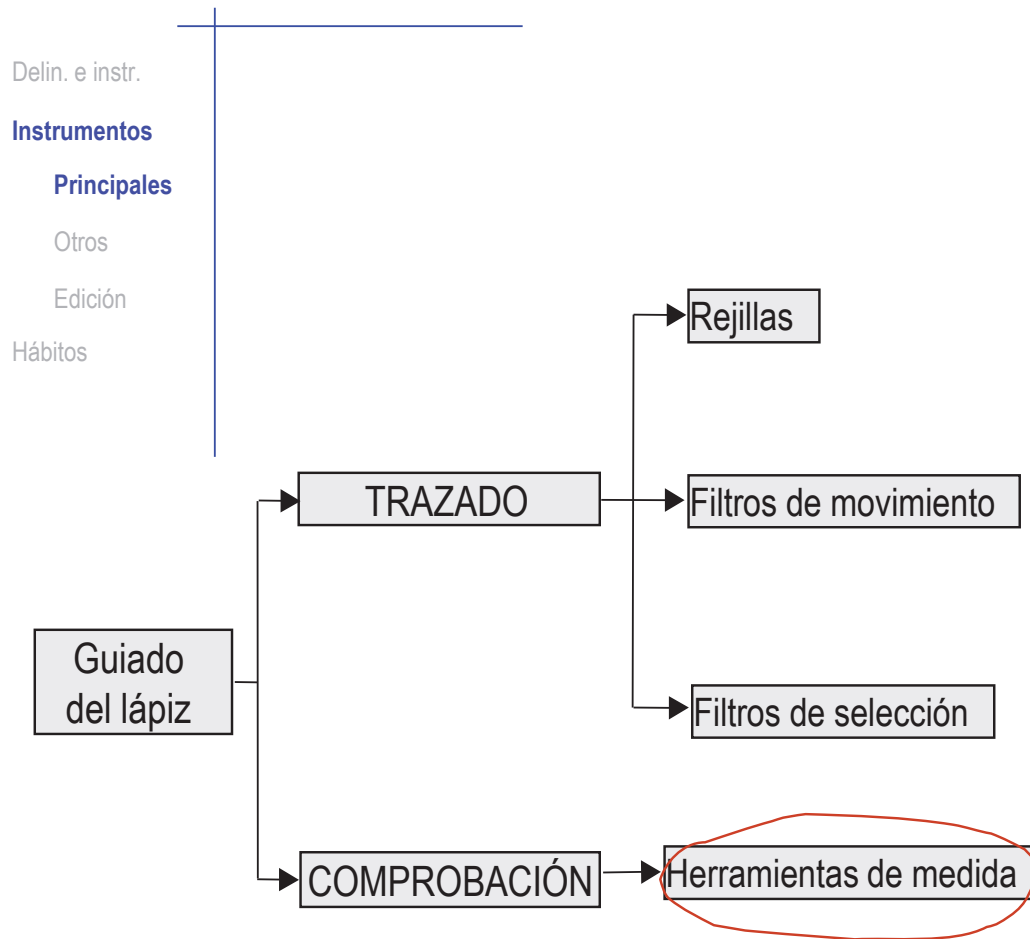 Delin. e instr.
Instrumentos
Principales
Otros
Edición
Hábitos
Rejillas
TRAZADO
Filtros de movimiento
Guiado
del lápiz
Filtros de selección
COMPROBACIÓN
Herramientas de medida